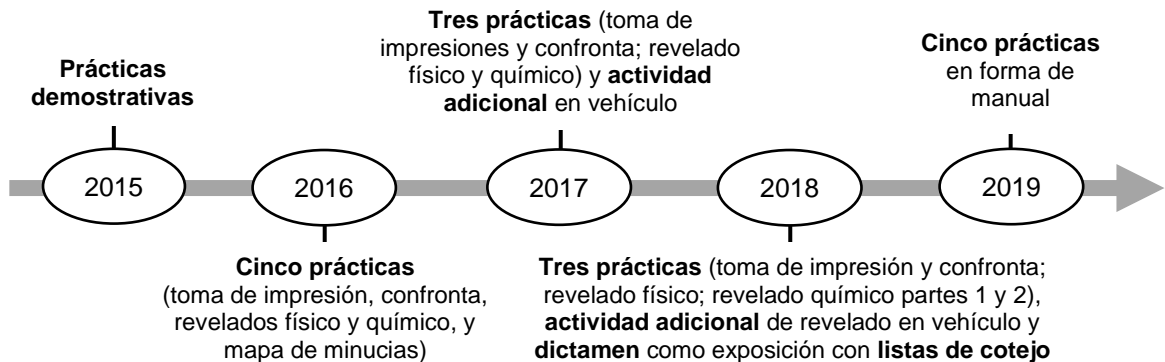 Prácticas
demostrativas
Tres prácticas (toma de
impresiones y confronta; revelado
físico y químico) y actividad
adicional en vehículo
Cinco prácticas
en forma de
manual
2015
2016
2017
2018
2019
Cinco prácticas
(toma de impresión, confronta,
revelados físico y químico, y
mapa de minucias)
Tres prácticas (toma de impresión y confronta;
revelado físico; revelado químico partes 1 y 2),
actividad adicional de revelado en vehículo y
dictamen como exposición con listas de cotejo